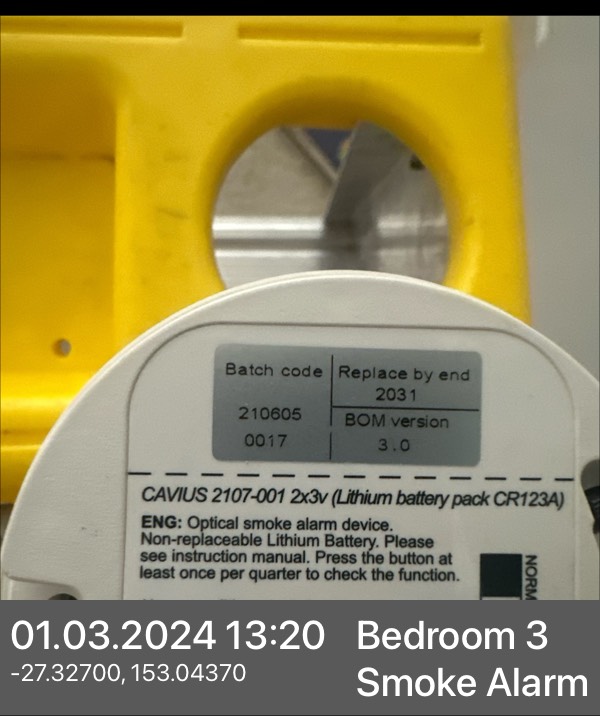 Batch code
210605
0017
Replace by end
2031
BOM version
3.0
CAVIUS 2107-001 2x3v (Lithium battery pack CR123A)
ENG: Optical smoke alarm device.
Non-replaceable Lithium Battery. Please
see instruction manual. Press the button at
least once per quarter to check the function.
NORM
01.03.2024 13:20
-27.32700, 153.04370
Bedroom 3
Smoke Alarm